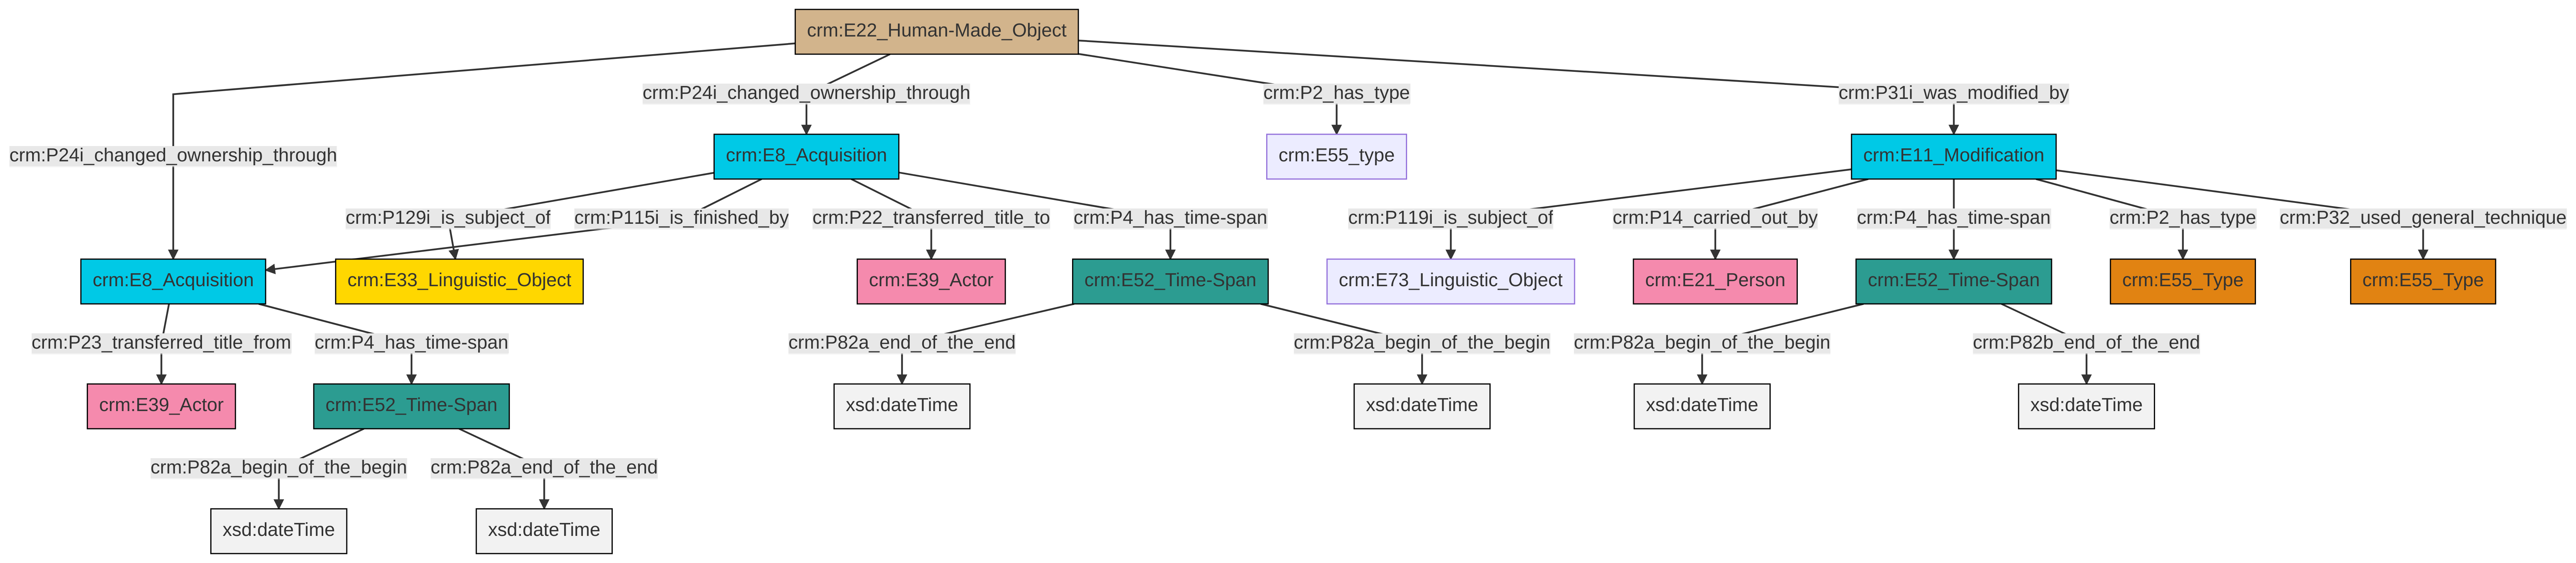 crm:E22_Human-Made_Object
crm:P24i_changed_ownership_through
crm:P2_has_type
crm:P31i_was_modified_by
crm:P24i_changed_ownership_through
crm:E8_Acquisition
crm:E55_type
crm:E11_Modification
crm:P129i_is_subject_of
crm:P115i_is_finished_by
crm:P22_transferred_title_to
crm:P4_has_time-span
crm:P119i_is_subject_of
crm:P14_carried_out_by
crm:P4_has_time-span
crm:P2_has_type
crm:P32_used_general_technique
crm:E8_Acquisition
crm:E33_Linguistic_Object
crm:E39_Actor
crm:E52_Time-Span
crm:E73_Linguistic_Object
crm:E21_Person
crm:E52_Time-Span
crm:E55_Type
crm:E55_Type
crm:P23_transferred_title_from
crm:P4_has_time-span
crm:P82a_end_of_the_end
crm:P82a_begin_of_the_begin
crm:P82a_begin_of_the_begin
crm:P82b_end_of_the_end
crm:E39_Actor
crm:E52_Time-Span
xsd:dateTime
xsd:dateTime
xsd:dateTime
xsd:dateTime
crm:P82a_begin_of_the_begin
crm:P82a_end_of_the_end
xsd:dateTime
xsd:dateTime